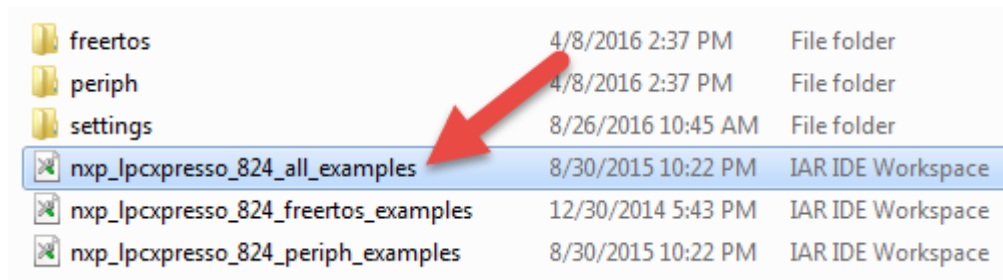 freertos 4/8/2016 2:37 PM File folder
periph 4/8/2016 2:37 PM File folder
settings 8/26/2016 10:45 AM File folder
nxp_lpcxpresso_824_all_examples 8/30/2015 10:22 PM IAR IDE Workspace
nxp_lpcxpresso_824_freertos_examples 12/30/2014 5:43 PM IAR IDE Workspace
nxp_lpcxpresso_824_periph_examples 8/30/2015 10:22 PM IAR IDE Workspace